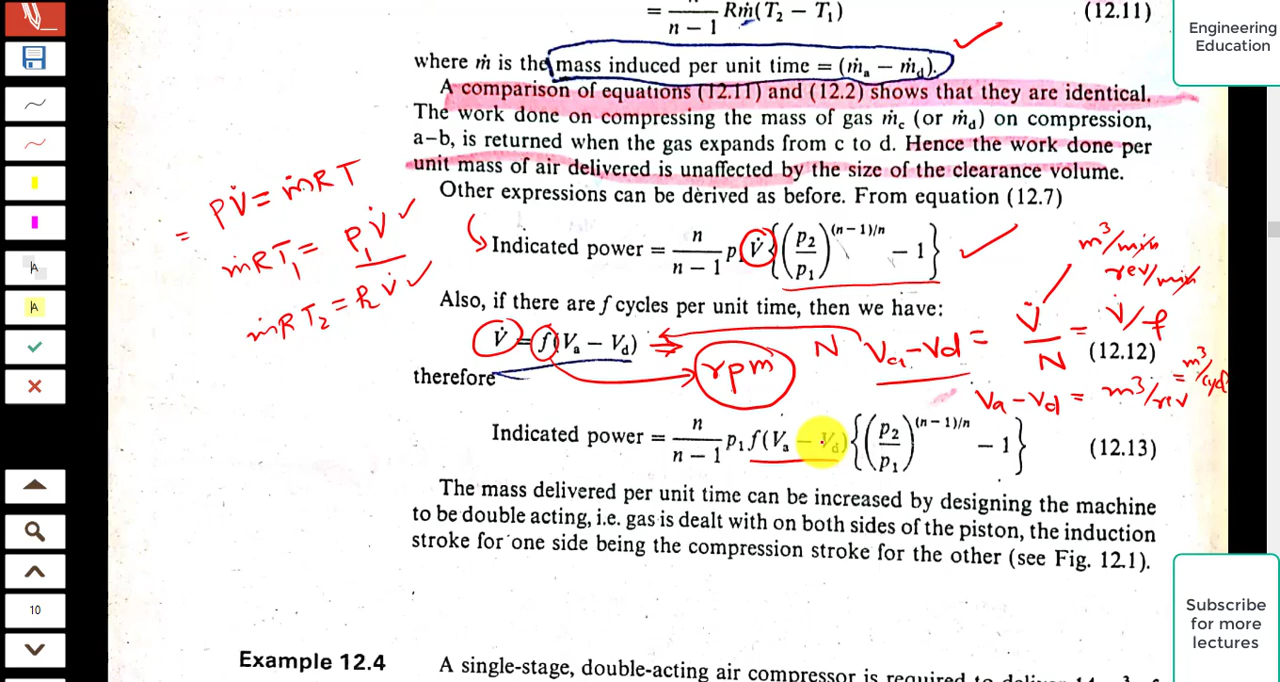 = n/(n − 1) Rṁ(T₂ − T₁) (12.11)
Engineering
Education
where ṁ is the mass induced per unit time = (ṁₐ − ṁ_d).
A comparison of equations (12.11) and (12.2) shows that they are identical.
The work done on compressing the mass of gas ṁ_c (or ṁ_d) on compression,
a–b, is returned when the gas expands from c to d. Hence the work done per
unit mass of air delivered is unaffected by the size of the clearance volume.
Other expressions can be derived as before. From equation (12.7)
= PV̇ = ṁRT
ṁRT₁ = P₁V̇
ṁRT₂ = P₂V̇
Indicated power = n/(n − 1) p₁V̇{(p₂/p₁)^(n−1)/n − 1}
m³/min
rev/min
Also, if there are f cycles per unit time, then we have:
V̇ = f(Vₐ − V_d) (12.12)
N Va − Vd = V̇/N = V̇/f
rpm
Va − Vd = m³/rev = m³/cycl
therefore
Indicated power = n/(n − 1) p₁f(Vₐ − V_d){(p₂/p₁)^(n−1)/n − 1} (12.13)
The mass delivered per unit time can be increased by designing the machine
to be double acting, i.e. gas is dealt with on both sides of the piston, the induction
stroke for one side being the compression stroke for the other (see Fig. 12.1).
10
Subscribe
for more
lectures
Example 12.4 A single-stage, double-acting air compressor is required to deliver 14 m³ of